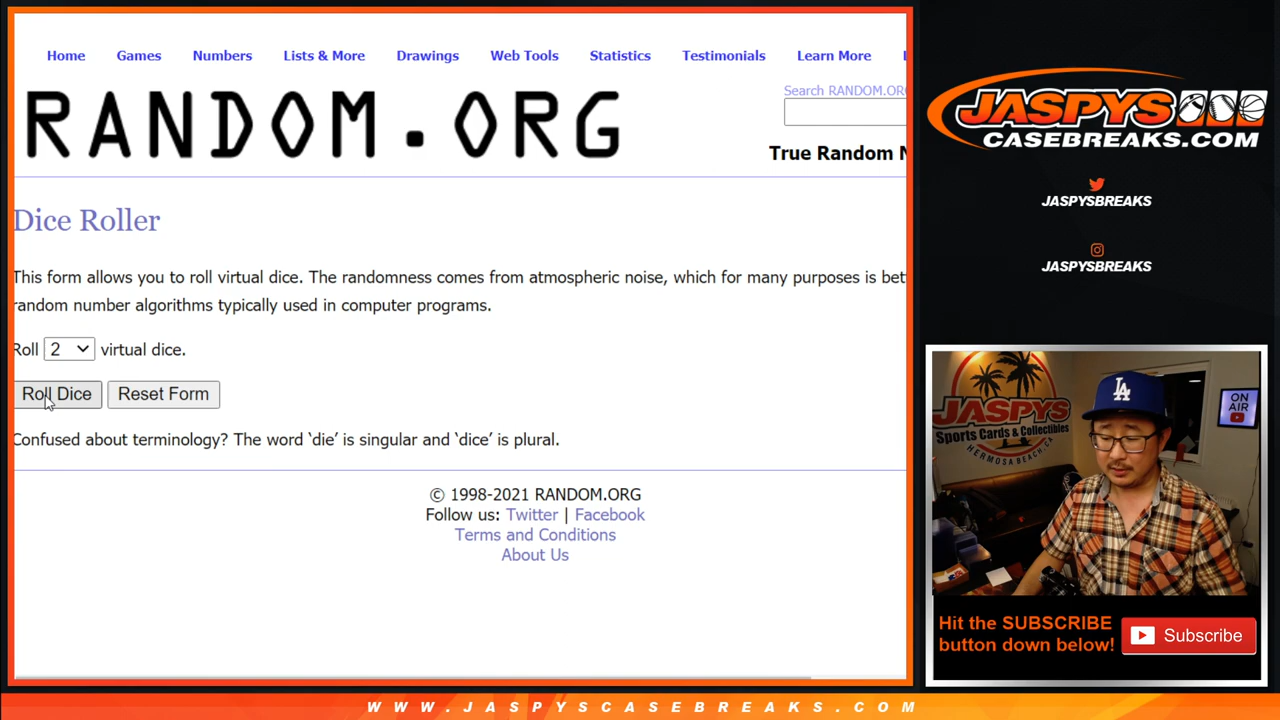 Home Games Numbers Lists & More Drawings Web Tools Statistics Testimonials Learn More
RANDOM.ORG
Search RANDOM.ORG
True Random N
Dice Roller
This form allows you to roll virtual dice. The randomness comes from atmospheric noise, which for many purposes is bet
random number algorithms typically used in computer programs.
Roll 2 virtual dice.
Roll Dice Reset Form
Confused about terminology? The word ‘die’ is singular and ‘dice’ is plural.
© 1998-2021 RANDOM.ORG
Follow us: Twitter | Facebook
Terms and Conditions
About Us
JASPYS
CASEBREAKS.COM
JASPYSBREAKS
JASPYSBREAKS
JASPYS
Sports Cards & Collectibles
HERMOSA BEACH, CA
LA
ON
AIR
Hit the SUBSCRIBE
button down below!
Subscribe
WWW.JASPYSCASEBREAKS.COM